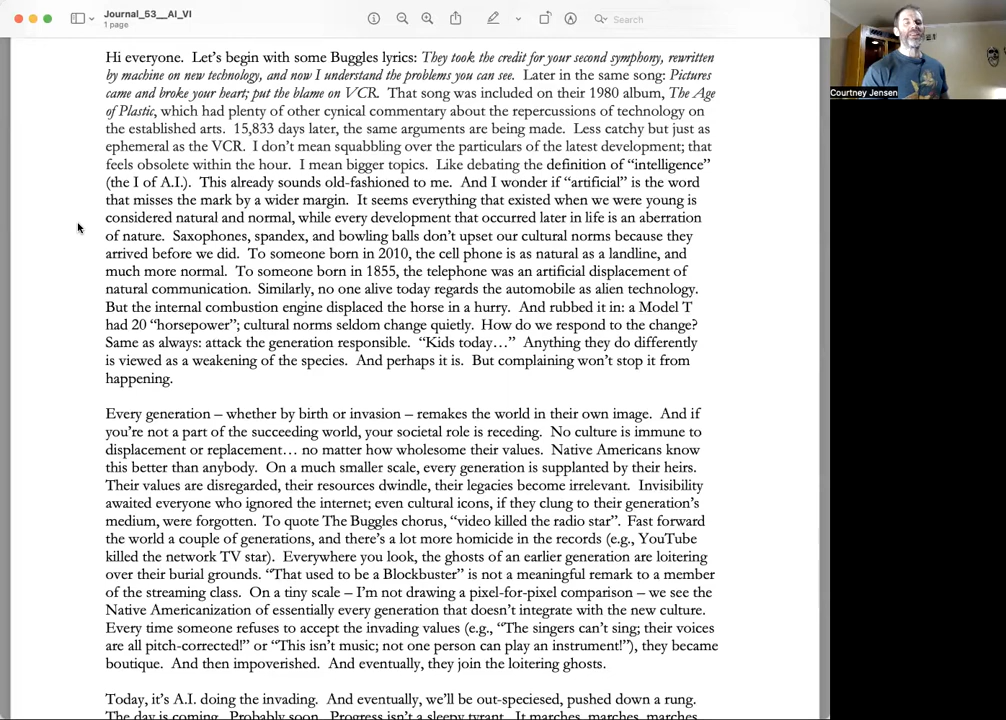 Journal_53__AI_VI
1 page
Search
Courtney Jensen
Hi everyone.  Let’s begin with some Buggles lyrics: They took the credit for your second symphony, rewritten
by machine on new technology, and now I understand the problems you can see.  Later in the same song: Pictures
came and broke your heart; put the blame on VCR.  That song was included on their 1980 album, The Age
of Plastic, which had plenty of other cynical commentary about the repercussions of technology on
the established arts.  15,833 days later, the same arguments are being made.  Less catchy but just as
ephemeral as the VCR.  I don’t mean squabbling over the particulars of the latest development; that
feels obsolete within the hour.  I mean bigger topics.  Like debating the definition of “intelligence”
(the I of A.I.).  This already sounds old-fashioned to me.  And I wonder if “artificial” is the word
that misses the mark by a wider margin.  It seems everything that existed when we were young is
considered natural and normal, while every development that occurred later in life is an aberration
of nature.  Saxophones, spandex, and bowling balls don’t upset our cultural norms because they
arrived before we did.  To someone born in 2010, the cell phone is as natural as a landline, and
much more normal.  To someone born in 1855, the telephone was an artificial displacement of
natural communication.  Similarly, no one alive today regards the automobile as alien technology.
But the internal combustion engine displaced the horse in a hurry.  And rubbed it in: a Model T
had 20 “horsepower”; cultural norms seldom change quietly.  How do we respond to the change?
Same as always: attack the generation responsible.  “Kids today…”  Anything they do differently
is viewed as a weakening of the species.  And perhaps it is.  But complaining won’t stop it from
happening.
Every generation – whether by birth or invasion – remakes the world in their own image.  And if
you’re not a part of the succeeding world, your societal role is receding.  No culture is immune to
displacement or replacement… no matter how wholesome their values.  Native Americans know
this better than anybody.  On a much smaller scale, every generation is supplanted by their heirs.
Their values are disregarded, their resources dwindle, their legacies become irrelevant.  Invisibility
awaited everyone who ignored the internet; even cultural icons, if they clung to their generation’s
medium, were forgotten.  To quote The Buggles chorus, “video killed the radio star”.  Fast forward
the world a couple of generations, and there’s a lot more homicide in the records (e.g., YouTube
killed the network TV star).  Everywhere you look, the ghosts of an earlier generation are loitering
over their burial grounds. “That used to be a Blockbuster” is not a meaningful remark to a member
of the streaming class.  On a tiny scale – I’m not drawing a pixel-for-pixel comparison – we see the
Native Americanization of essentially every generation that doesn’t integrate with the new culture.
Every time someone refuses to accept the invading values (e.g., “The singers can’t sing; their voices
are all pitch-corrected!” or “This isn’t music; not one person can play an instrument!”), they became
boutique.  And then impoverished.  And eventually, they join the loitering ghosts.
Today, it’s A.I. doing the invading.  And eventually, we’ll be out-speciesed, pushed down a rung.
The day is coming.  Probably soon.  Progress isn’t a sleepy tyrant.  It marches, marches, marches